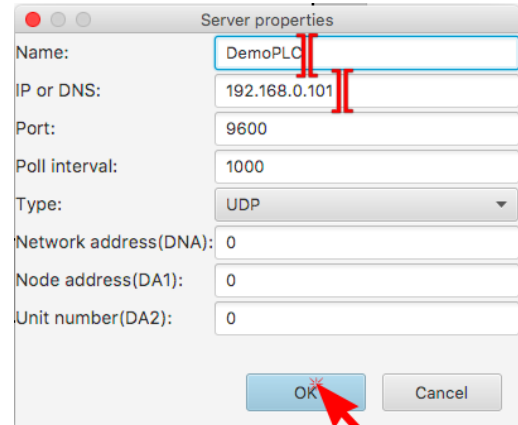 Server properties
Name: DemoPLC
IP or DNS: 192.168.0.101
Port: 9600
Poll interval: 1000
Type: UDP
Network address(DNA): 0
Node address(DA1): 0
Unit number(DA2): 0
OK Cancel